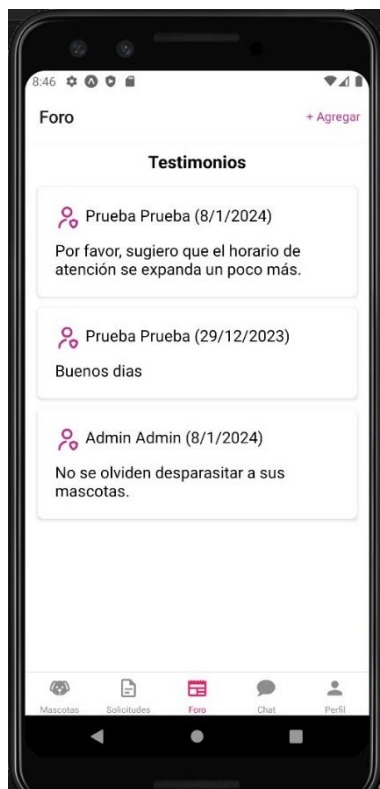 8:46
Foro
+ Agregar
Testimonios
Prueba Prueba (8/1/2024)
Por favor, sugiero que el horario de
atención se expanda un poco más.
Prueba Prueba (29/12/2023)
Buenos dias
Admin Admin (8/1/2024)
No se olviden desparasitar a sus
mascotas.
Mascotas Solicitudes Foro Chat Perfil